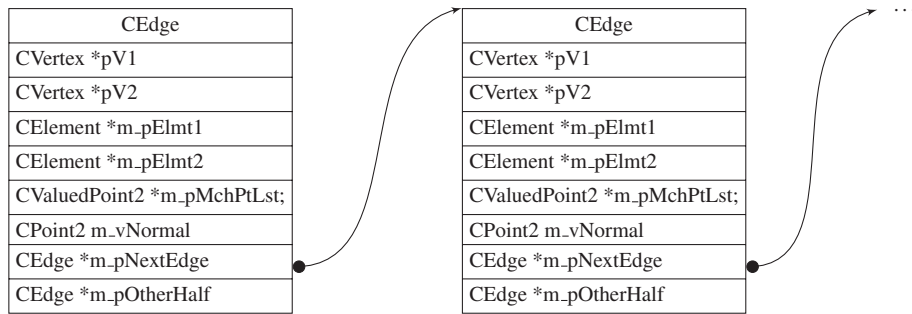 CEdge
CVertex *pV1
CVertex *pV2
CElement *m_pElmt1
CElement *m_pElmt2
CValuedPoint2 *m_pMchPtLst;
CPoint2 m_vNormal
CEdge *m_pNextEdge
CEdge *m_pOtherHalf
CEdge
CVertex *pV1
CVertex *pV2
CElement *m_pElmt1
CElement *m_pElmt2
CValuedPoint2 *m_pMchPtLst;
CPoint2 m_vNormal
CEdge *m_pNextEdge
CEdge *m_pOtherHalf
..